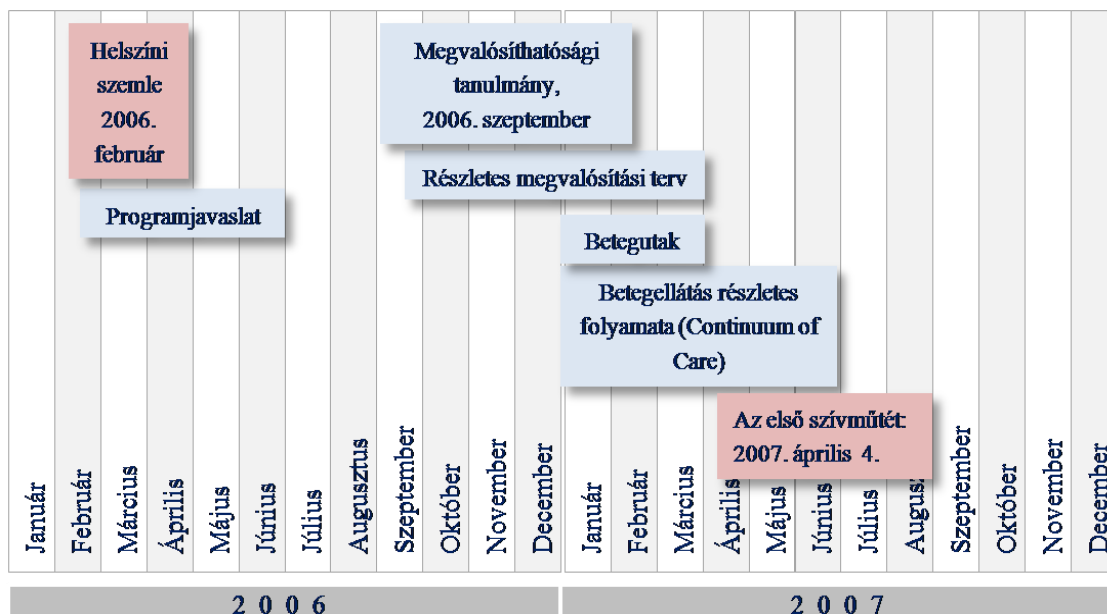 Helszíni
szemle
2006.
február
Megvalósíthatósági
tanulmány,
2006. szeptember
Részletes megvalósítási terv
Programjavaslat
Betegutak
Betegellátás részletes
folyamata (Continuum of
Care)
Az első szívműtét:
2007. április 4.
Január
Február
Március
Április
Május
Június
Július
Augusztus
Szeptember
Október
November
December
Január
Február
Március
Április
Május
Június
Július
Szeptember
Október
November
December
2 0 0 6
2 0 0 7